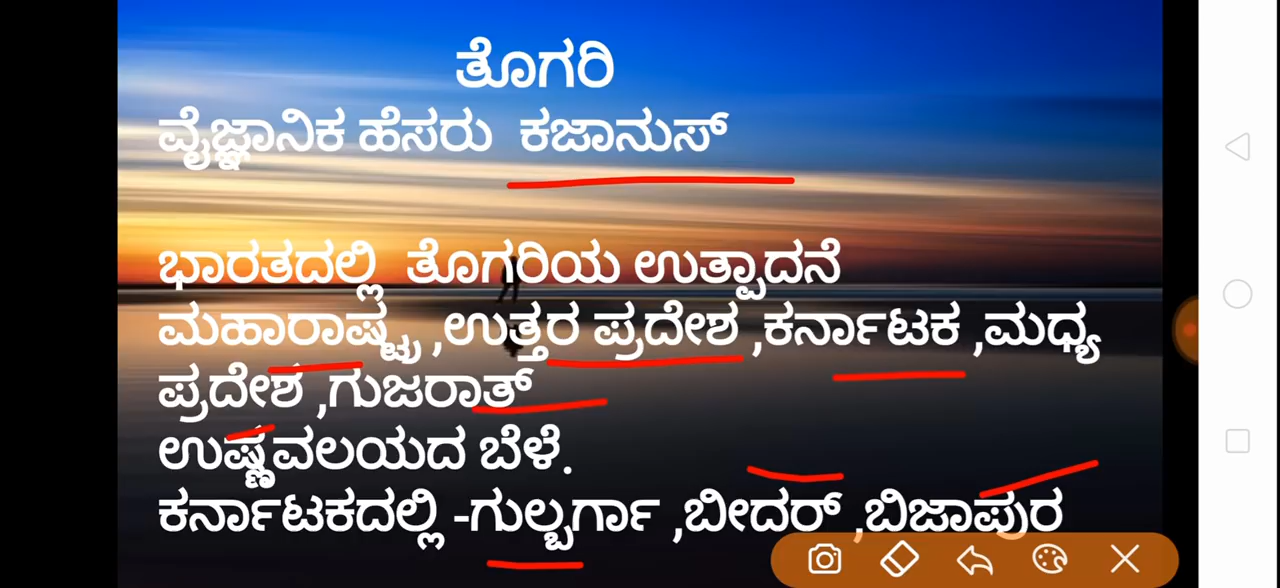 ತೊಗರಿ
ವೈಜ್ಞಾನಿಕ ಹೆಸರು ಕಜಾನುಸ್
ಭಾರತದಲ್ಲಿ ತೊಗರಿಯ ಉತ್ಪಾದನೆ
ಮಹಾರಾಷ್ಟ್ರ ,ಉತ್ತರ ಪ್ರದೇಶ ,ಕರ್ನಾಟಕ ,ಮಧ್ಯ
ಪ್ರದೇಶ ,ಗುಜರಾತ್
ಉಷ್ಣವಲಯದ ಬೆಳೆ.
ಕರ್ನಾಟಕದಲ್ಲಿ -ಗುಲ್ಬರ್ಗಾ ,ಬೀದರ್ ,ಬಿಜಾಪುರ